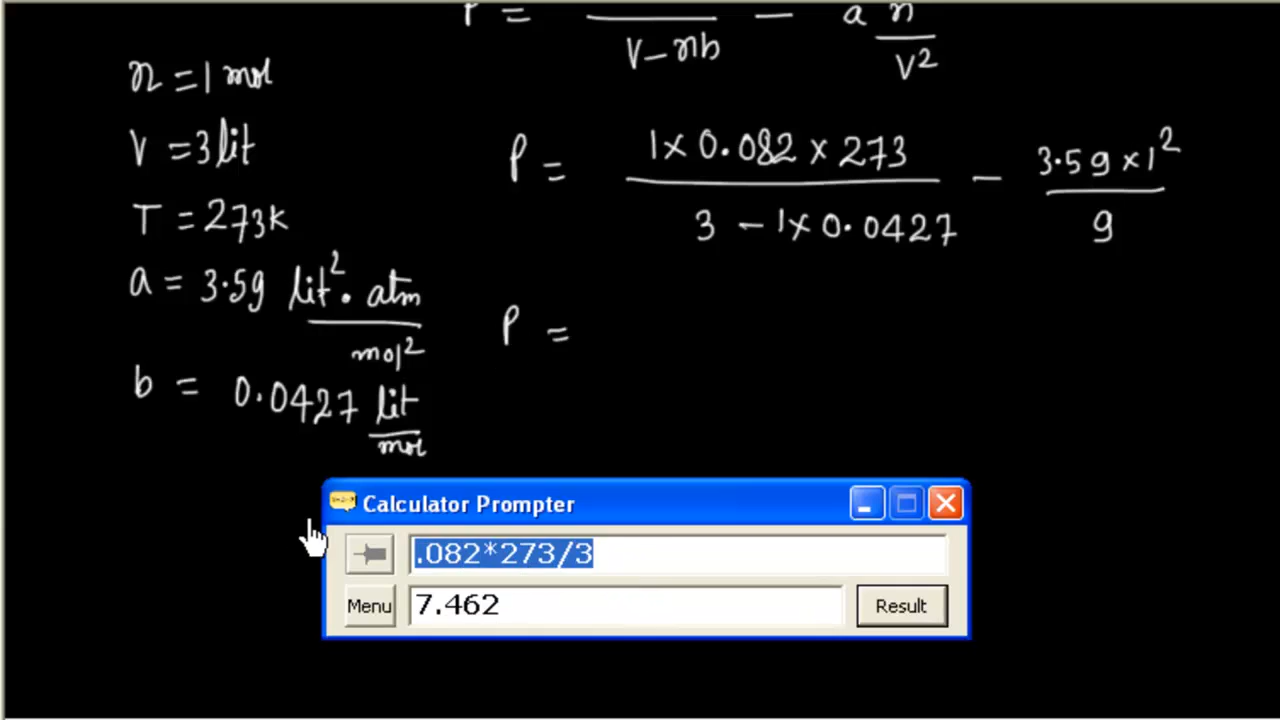 P = — a n
V-nb V²
n = 1 mol
V = 3 lit
P = 1 x 0.082 x 273 — 3.59 x 1²
3 - 1 x 0.0427 9
T = 273K
a = 3.59 lit². atm
mol²
P =
b = 0.0427 lit
mol
Calculator Prompter
.082*273/3
Menu 7.462 Result